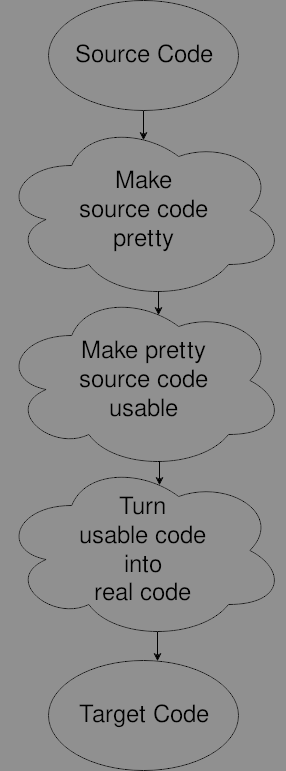 Source Code
Make
source code
pretty
Make pretty
source code
usable
Turn
usable code
into
real code
Target Code